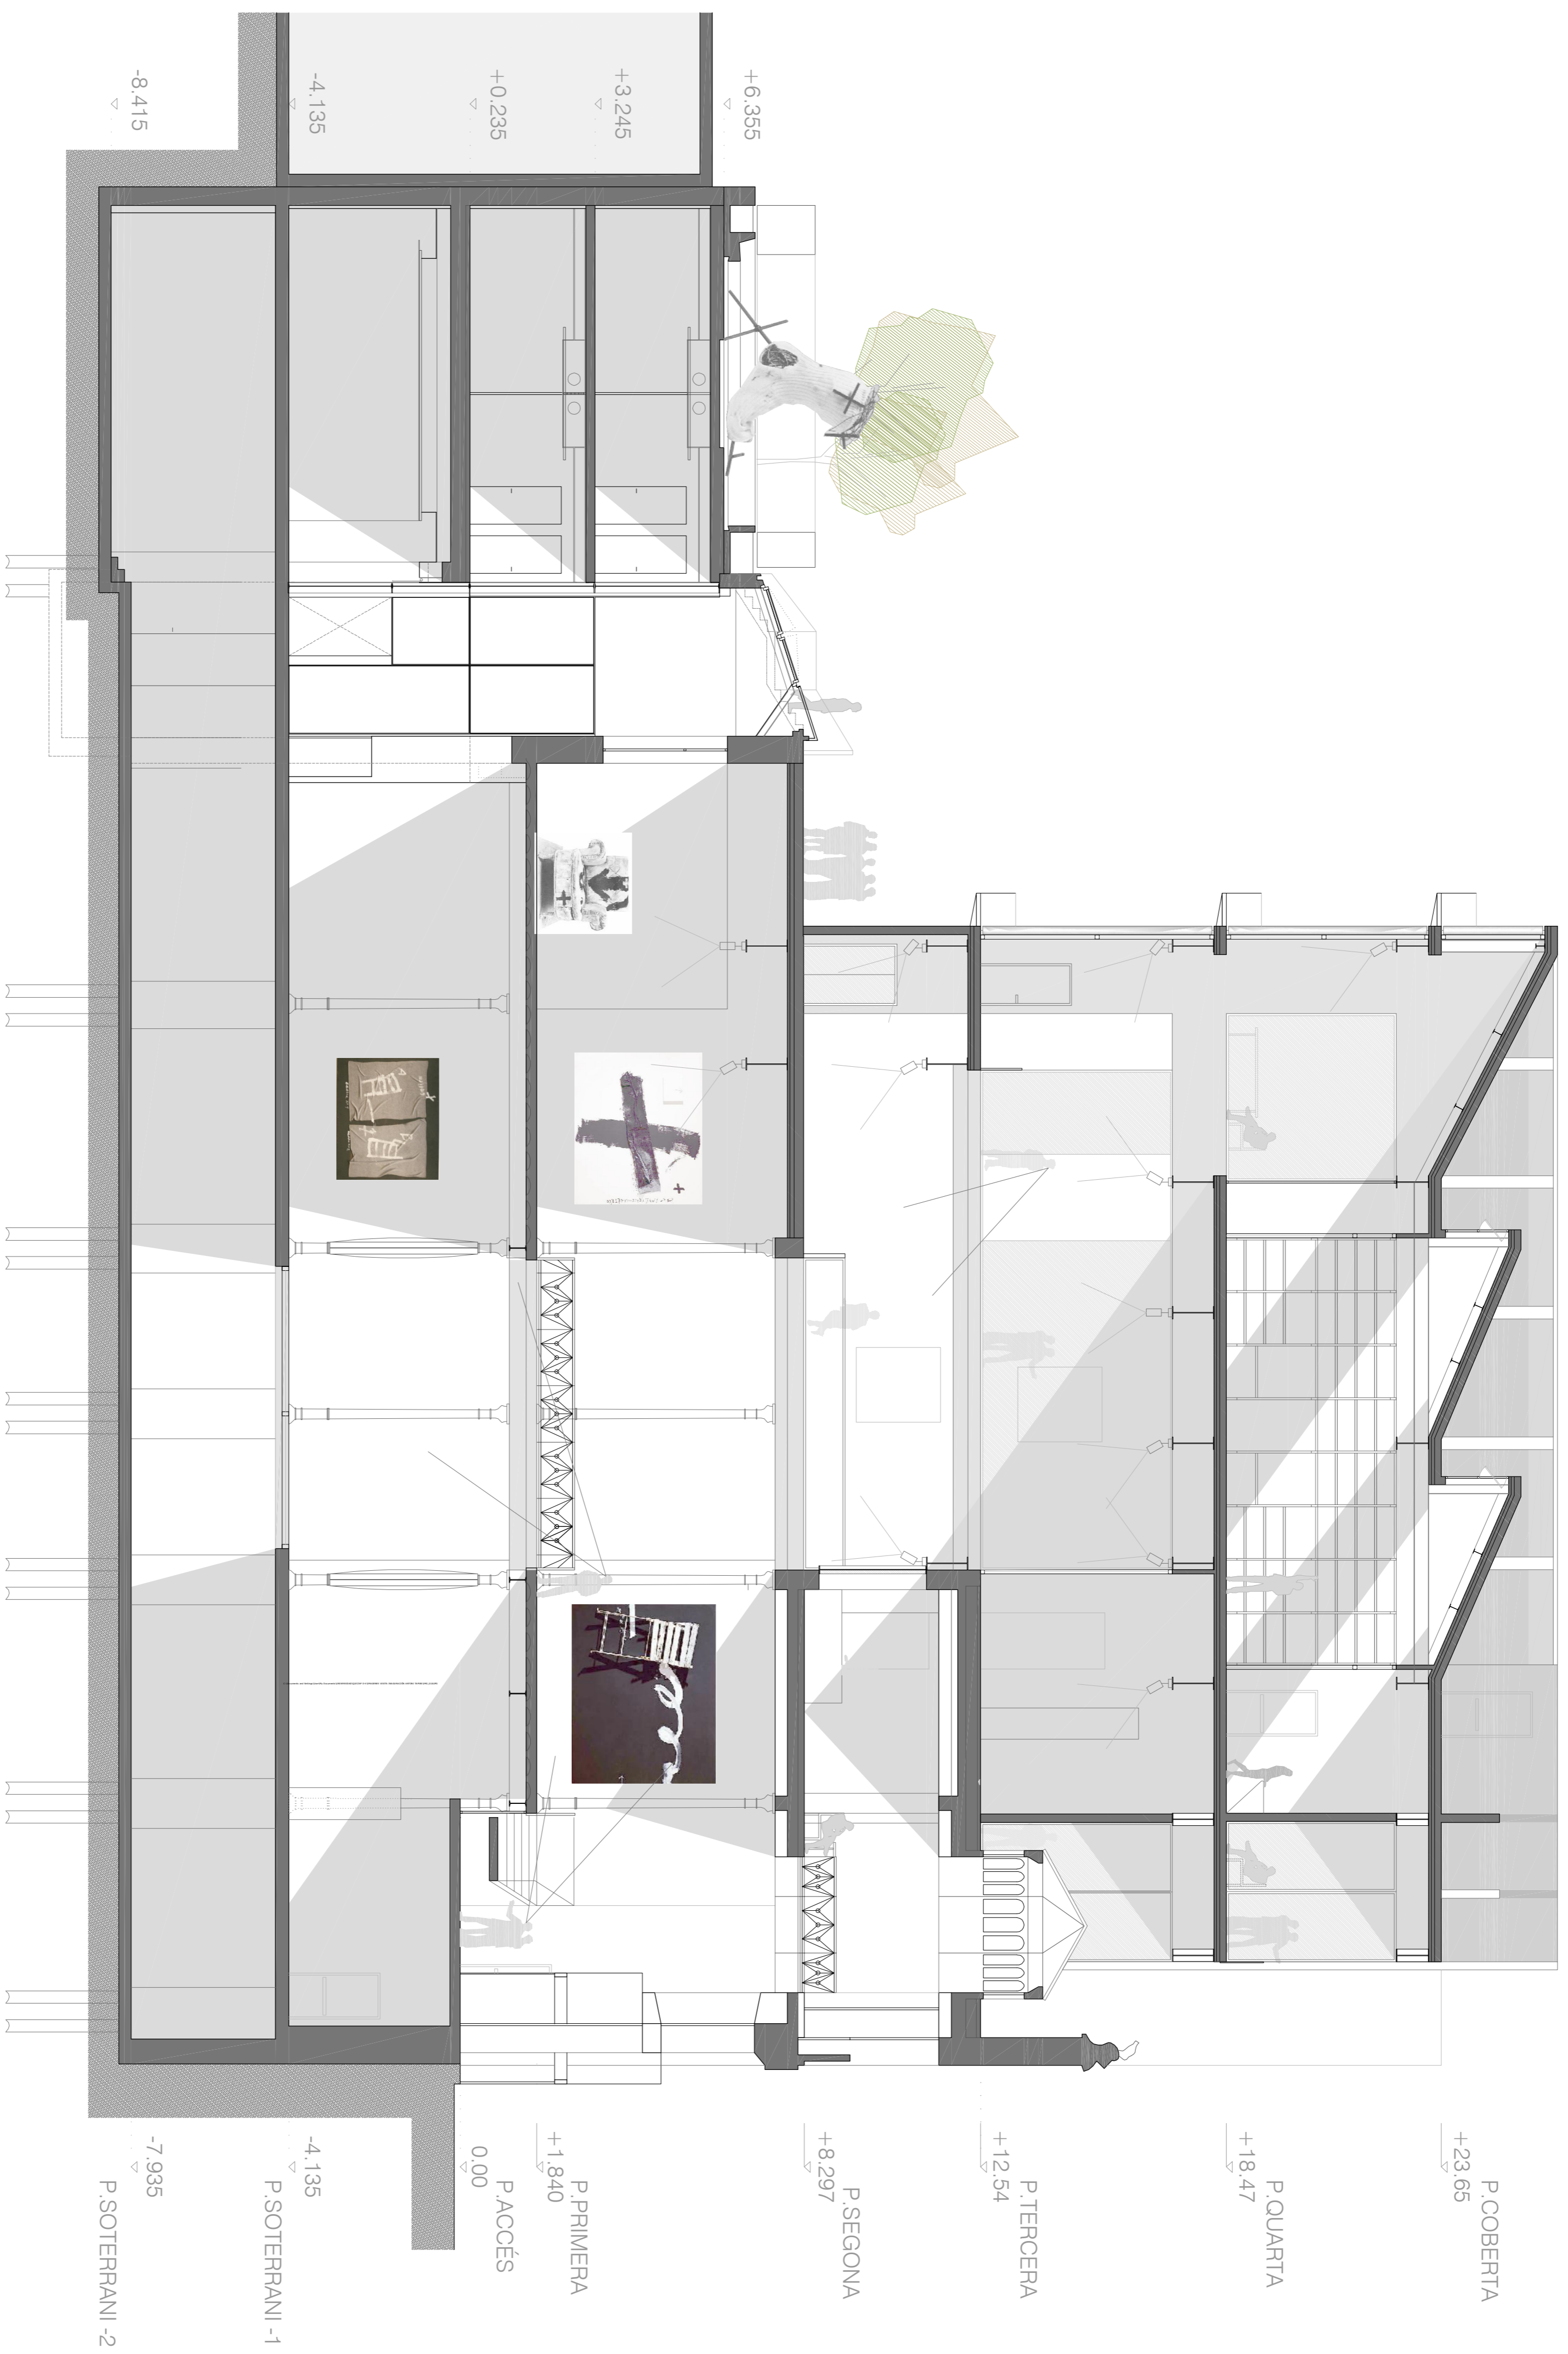 +6.355
+3.245
+0.235
-4.135
-8.415
P.COBERTA
+23.65
P.QUARTA
+18.47
P.TERCERA
+12.54
P.SEGONA
+8.297
P.PRIMERA
+1.840
P.ACCÉS
0.00
P.SOTERRANI -1
-4.135
P.SOTERRANI -2
-7.935